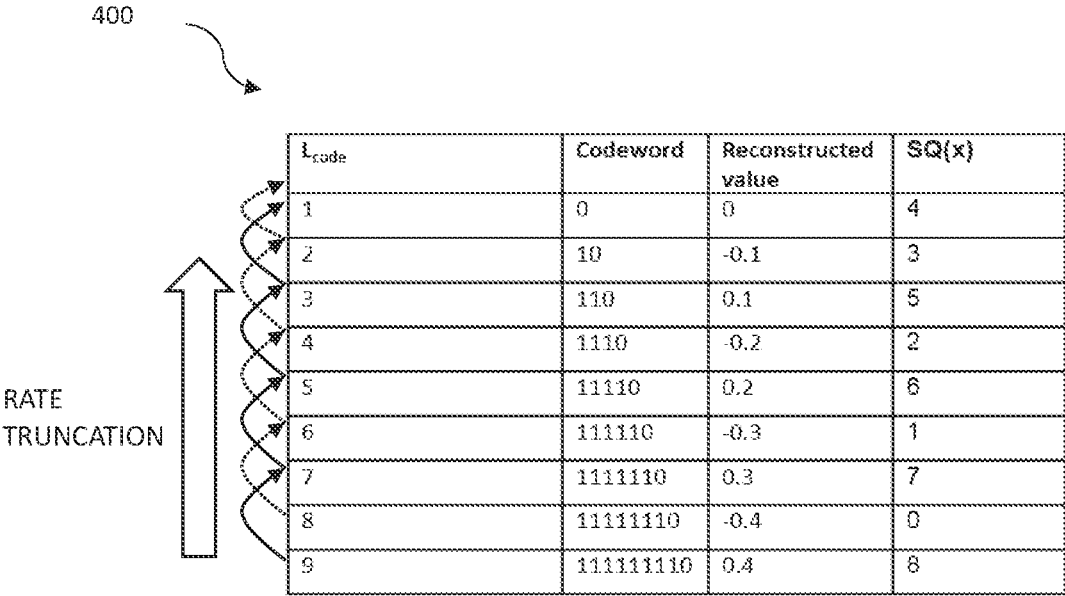 400
Lcode Codeword Reconstructed value SQ(x)
1 0 0 4
2 10 -0.1 3
3 110 0.1 5
4 1110 -0.2 2
5 11110 0.2 6
6 111110 -0.3 1
7 1111110 0.3 7
8 11111110 -0.4 0
9 111111110 0.4 8
RATE
TRUNCATION